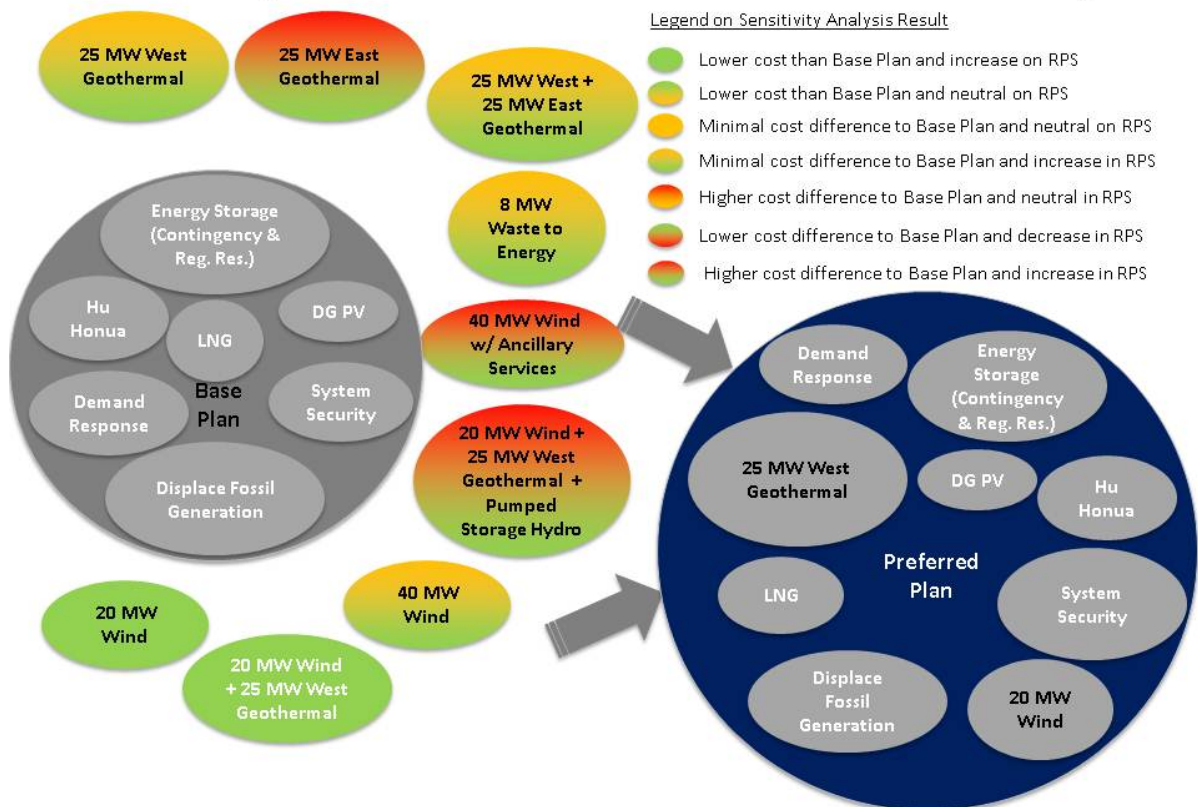 25 MW West
Geothermal
25 MW East
Geothermal
25 MW West +
25 MW East
Geothermal
8 MW
Waste to
Energy
Legend on Sensitivity Analysis Result
Lower cost than Base Plan and increase on RPS
Lower cost than Base Plan and neutral on RPS
Minimal cost difference to Base Plan and neutral on RPS
Minimal cost difference to Base Plan and increase in RPS
Higher cost difference to Base Plan and neutral in RPS
Lower cost difference to Base Plan and decrease in RPS
Higher cost difference to Base Plan and increase in RPS
Energy Storage
(Contingency &
Reg. Res.)
Hu
Honua
LNG
DG PV
Base
Plan
Demand
Response
System
Security
Displace Fossil
Generation
40 MW Wind
w/ Ancillary
Services
20 MW Wind +
25 MW West
Geothermal +
Pumped
Storage Hydro
20 MW
Wind
20 MW Wind
+ 25 MW West
Geothermal
40 MW
Wind
Demand
Response
Energy
Storage
(Contingency
& Reg. Res.)
25 MW West
Geothermal
DG PV
Hu
Honua
Preferred
Plan
LNG
System
Security
Displace
Fossil
Generation
20 MW
Wind